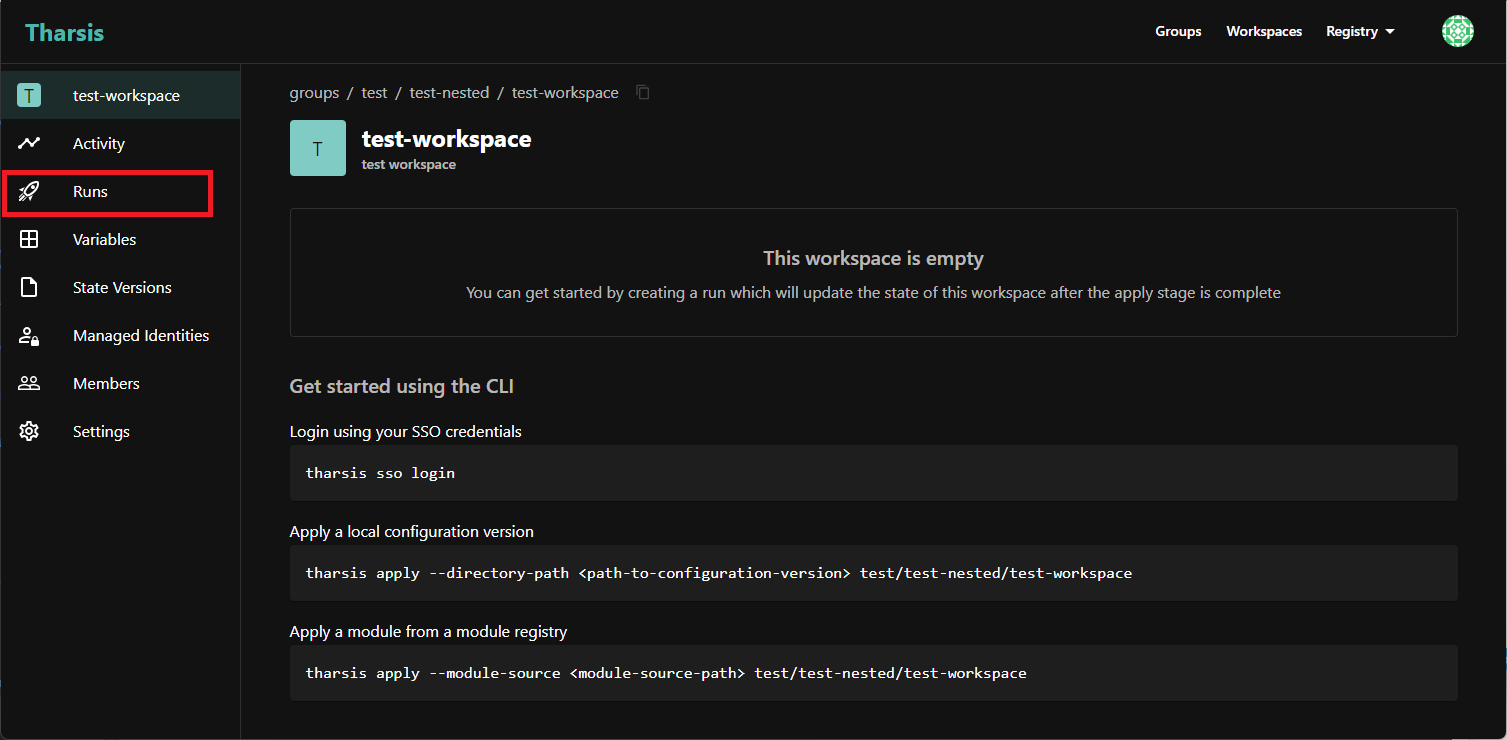 Tharsis
Groups Workspaces Registry
T test-workspace
Activity
Runs
Variables
State Versions
Managed Identities
Members
Settings
groups / test / test-nested / test-workspace
T
test-workspace
test workspace
This workspace is empty
You can get started by creating a run which will update the state of this workspace after the apply stage is complete
Get started using the CLI
Login using your SSO credentials
tharsis sso login
Apply a local configuration version
tharsis apply --directory-path <path-to-configuration-version> test/test-nested/test-workspace
Apply a module from a module registry
tharsis apply --module-source <module-source-path> test/test-nested/test-workspace